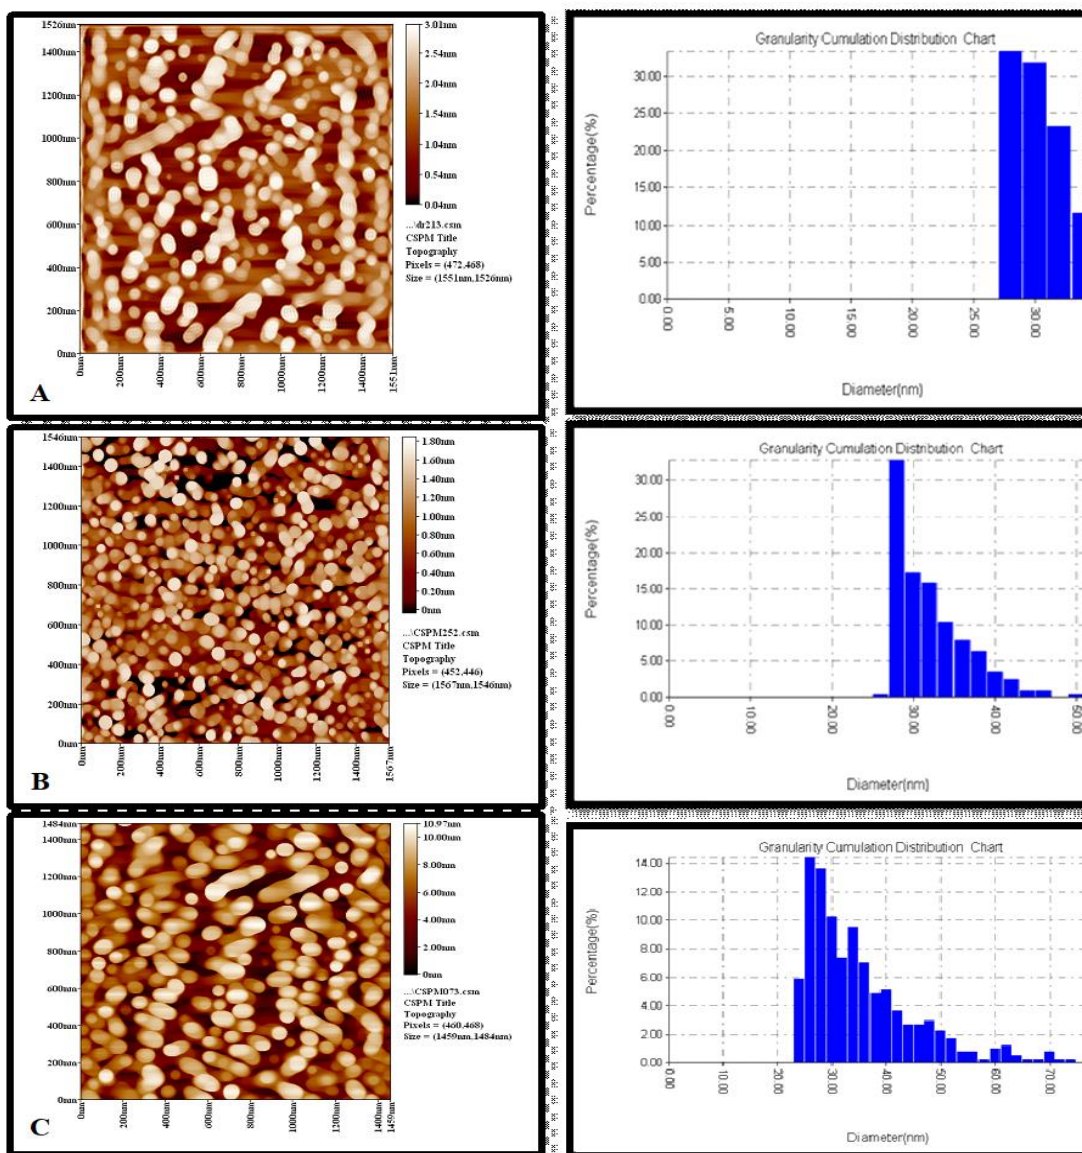 1526nm
1400nm
1200nm
1000nm
800nm
600nm
400nm
200nm
0nm
0nm
200nm
400nm
600nm
800nm
1000nm
1200nm
1400nm
1551nm
3.01nm
2.54nm
2.04nm
1.54nm
1.04nm
0.54nm
0.04nm
...\dr213.csm
CSPM Title
Topography
Pixels = (472,468)
Size = (1551nm,1526nm)
A
Granularity Cumulation Distribution Chart
Percentage(%)
30.00
25.00
20.00
15.00
10.00
5.00
0.00
0.00
5.00
10.00
15.00
20.00
25.00
30.00
Diameter(nm)
1546nm
1400nm
1200nm
1000nm
800nm
600nm
400nm
200nm
0nm
0nm
200nm
400nm
600nm
800nm
1000nm
1200nm
1400nm
1567nm
1.80nm
1.60nm
1.40nm
1.20nm
1.00nm
0.80nm
0.60nm
0.40nm
0.20nm
0nm
...\CSPM252.csm
CSPM Title
Topography
Pixels = (452,446)
Size = (1567nm,1546nm)
B
Granularity Cumulation Distribution Chart
Percentage(%)
30.00
25.00
20.00
15.00
10.00
5.00
0.00
0.00
10.00
20.00
30.00
40.00
50.00
Diameter(nm)
1484nm
1400nm
1200nm
1000nm
800nm
600nm
400nm
200nm
0nm
0nm
200nm
400nm
600nm
800nm
1000nm
1200nm
1400nm
1459nm
10.97nm
10.00nm
8.00nm
6.00nm
4.00nm
2.00nm
0nm
...\CSPM073.csm
CSPM Title
Topography
Pixels = (460,468)
Size = (1459nm,1484nm)
C
Granularity Cumulation Distribution Chart
Percentage(%)
14.00
12.00
10.00
8.00
6.00
4.00
2.00
0.00
0.00
10.00
20.00
30.00
40.00
50.00
60.00
70.00
Diameter(nm)